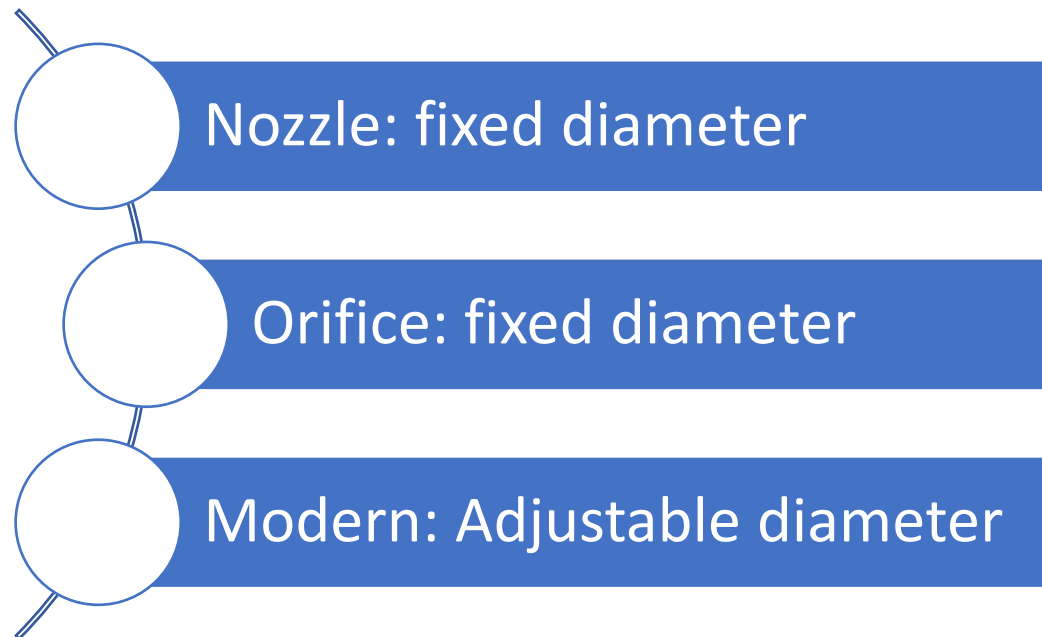 Nozzle: fixed diameter
Orifice: fixed diameter
Modern: Adjustable diameter